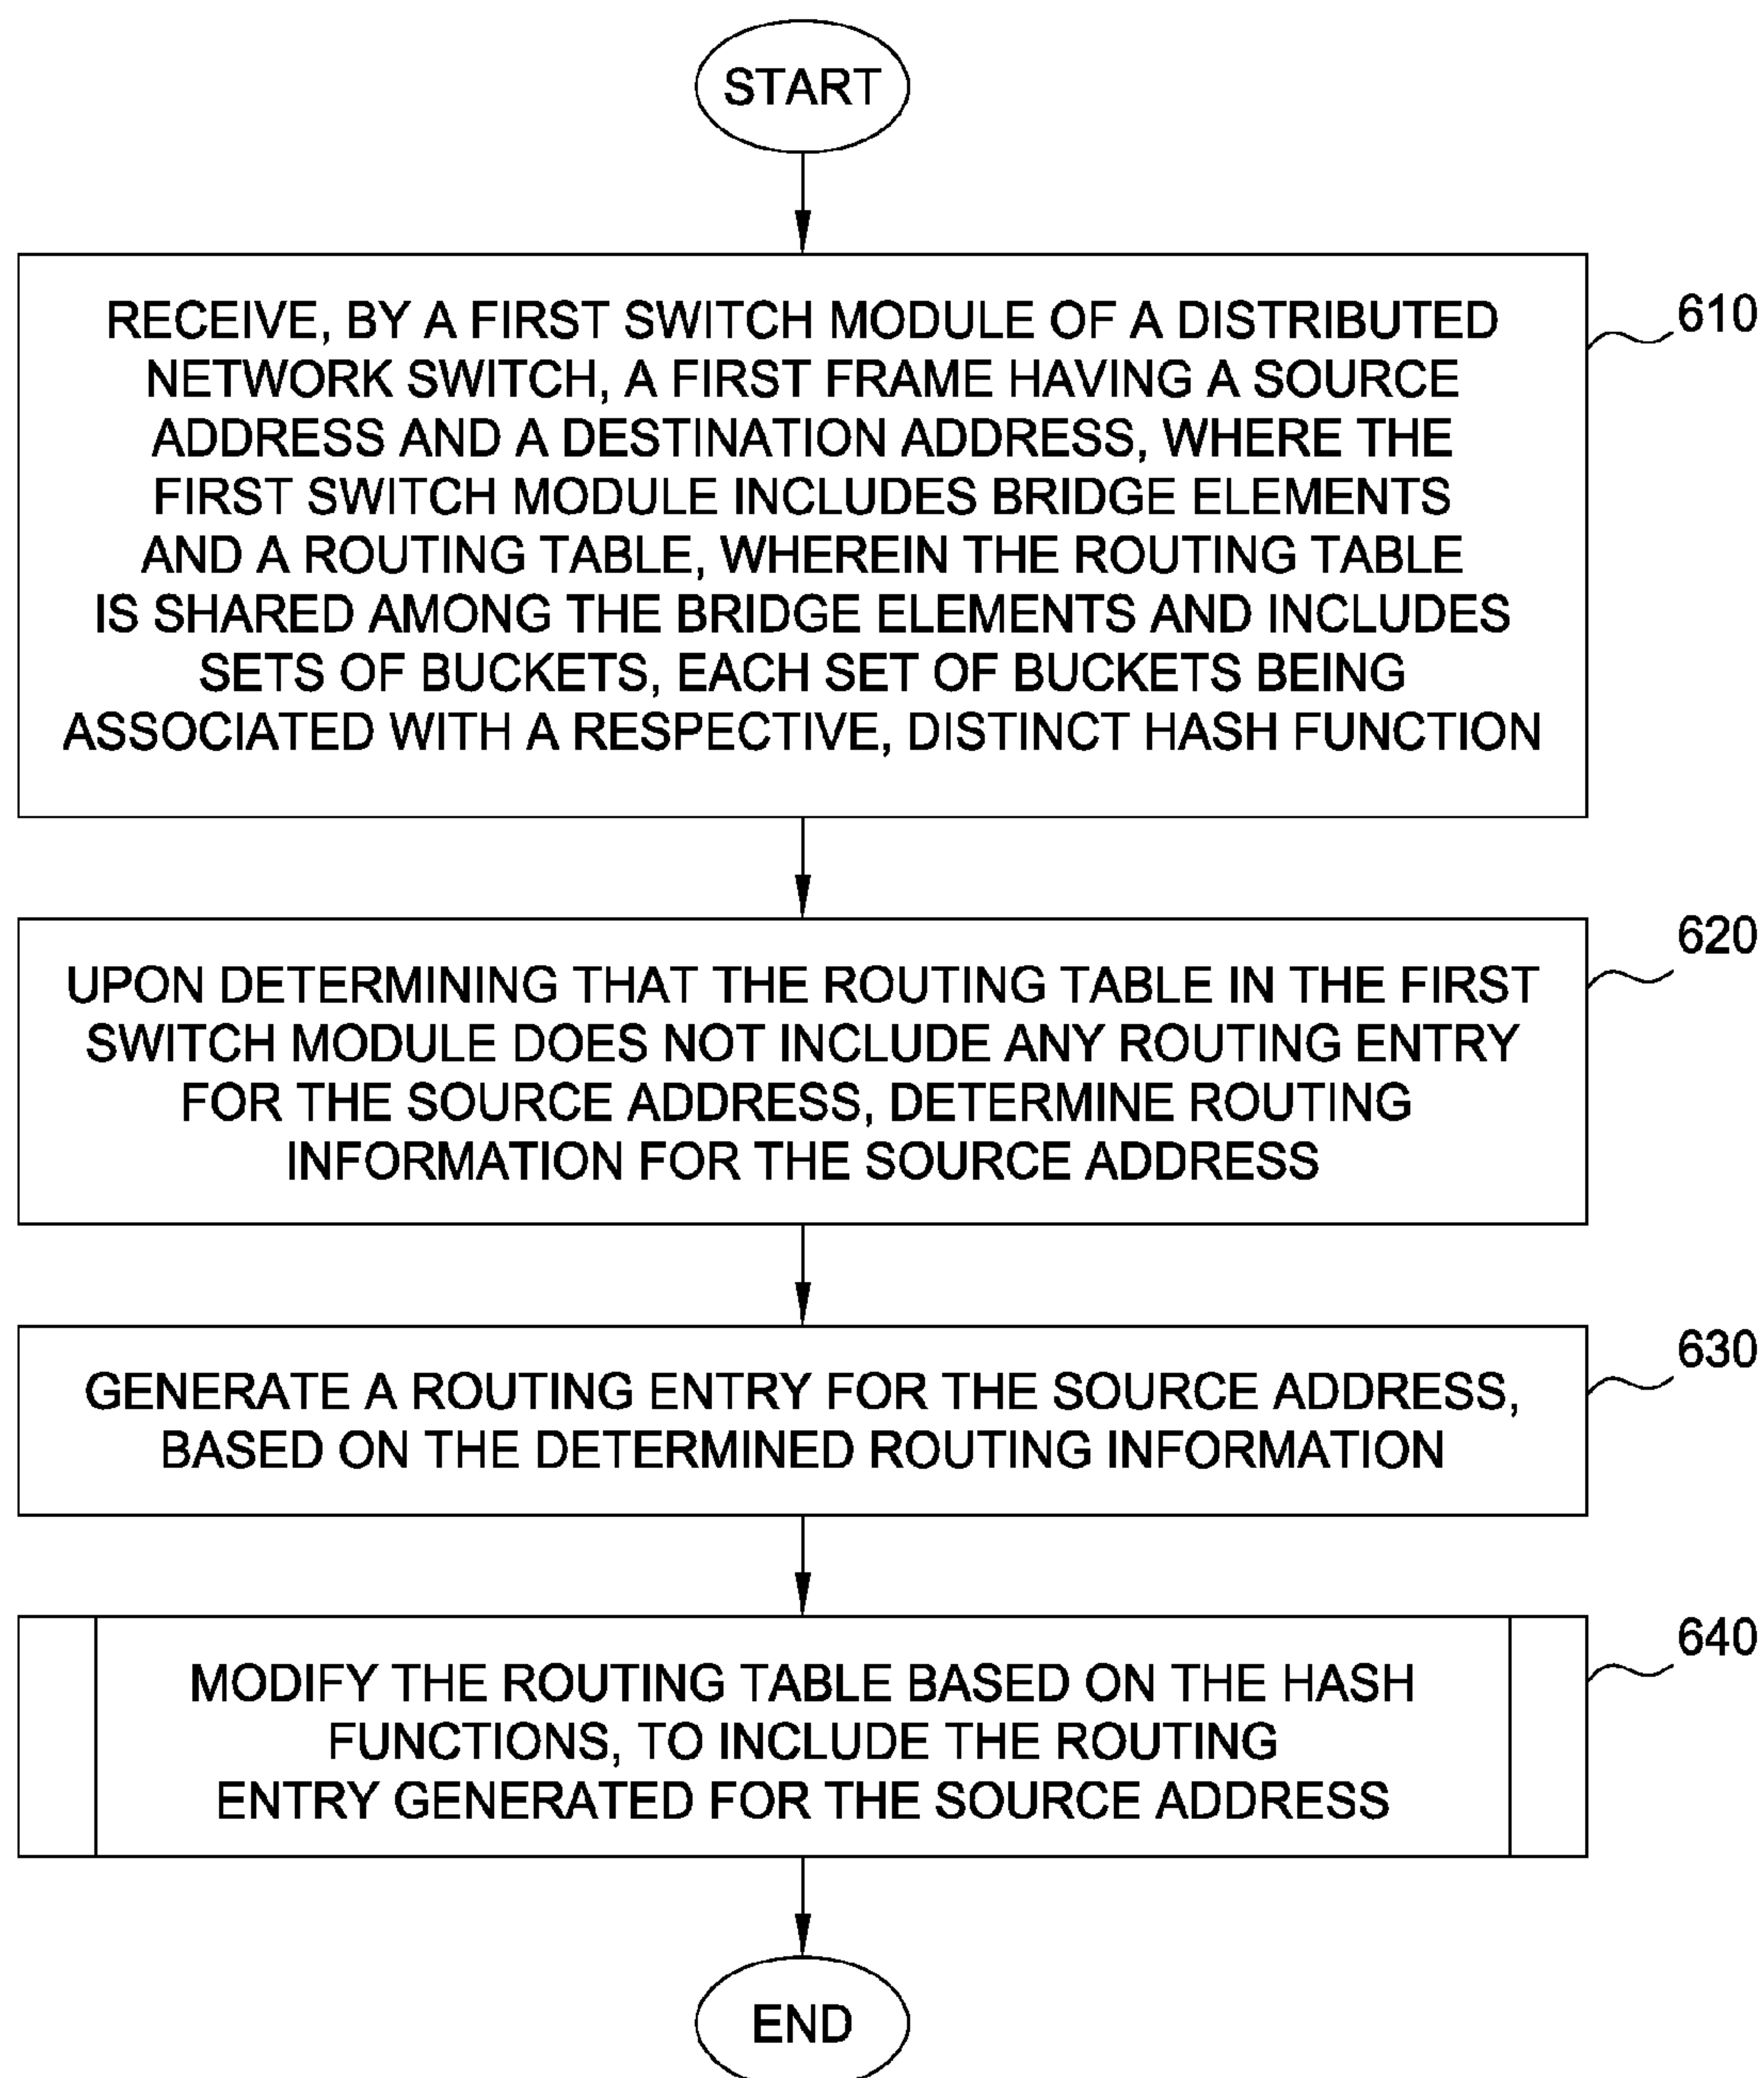 START
RECEIVE, BY A FIRST SWITCH MODULE OF A DISTRIBUTED
NETWORK SWITCH, A FIRST FRAME HAVING A SOURCE
ADDRESS AND A DESTINATION ADDRESS, WHERE THE
FIRST SWITCH MODULE INCLUDES BRIDGE ELEMENTS
AND A ROUTING TABLE, WHEREIN THE ROUTING TABLE
IS SHARED AMONG THE BRIDGE ELEMENTS AND INCLUDES
SETS OF BUCKETS, EACH SET OF BUCKETS BEING
ASSOCIATED WITH A RESPECTIVE, DISTINCT HASH FUNCTION
610
UPON DETERMINING THAT THE ROUTING TABLE IN THE FIRST
SWITCH MODULE DOES NOT INCLUDE ANY ROUTING ENTRY
FOR THE SOURCE ADDRESS, DETERMINE ROUTING
INFORMATION FOR THE SOURCE ADDRESS
620
GENERATE A ROUTING ENTRY FOR THE SOURCE ADDRESS,
BASED ON THE DETERMINED ROUTING INFORMATION
630
MODIFY THE ROUTING TABLE BASED ON THE HASH
FUNCTIONS, TO INCLUDE THE ROUTING
ENTRY GENERATED FOR THE SOURCE ADDRESS
640
END